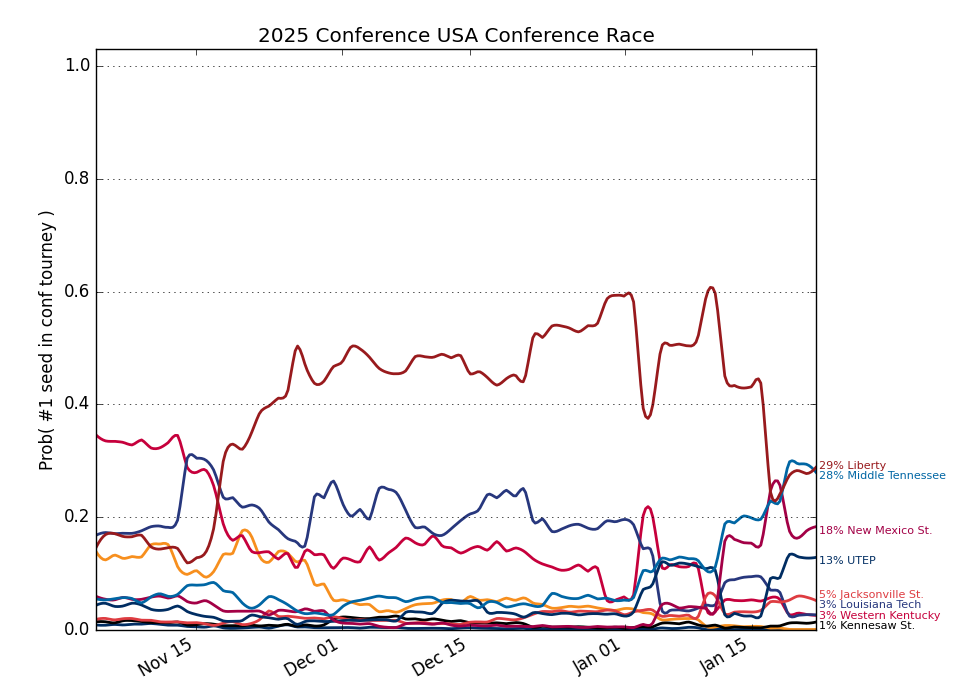 2025 Conference USA Conference Race
Prob( #1 seed in conf tourney )
1.0
0.8
0.6
0.4
0.2
0.0
Nov 15
Dec 01
Dec 15
Jan 01
Jan 15
29% Liberty
28% Middle Tennessee
18% New Mexico St.
13% UTEP
5% Jacksonville St.
3% Louisiana Tech
3% Western Kentucky
1% Kennesaw St.